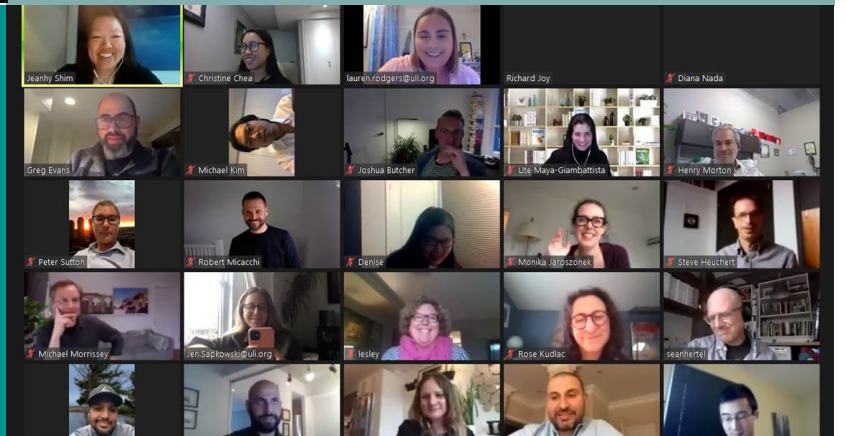 Jeanhy Shim
Christine Chea
lauren.rodgers@uli.org
Richard Joy
Diana Nada
Greg Evans
Michael Kim
Joshua Butcher
Ute Maya-Giambattista
Henry Morton
Peter Sutton
Robert Micacchi
Denise
Monika Jaroszonek
Steve Heuchert
Michael Morrissey
Jen.Sapkowski@uli.org
lesley
Rose Kudlac
seanhertel